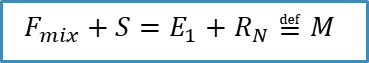 F_mix + S = E_1 + R_N ≝ M